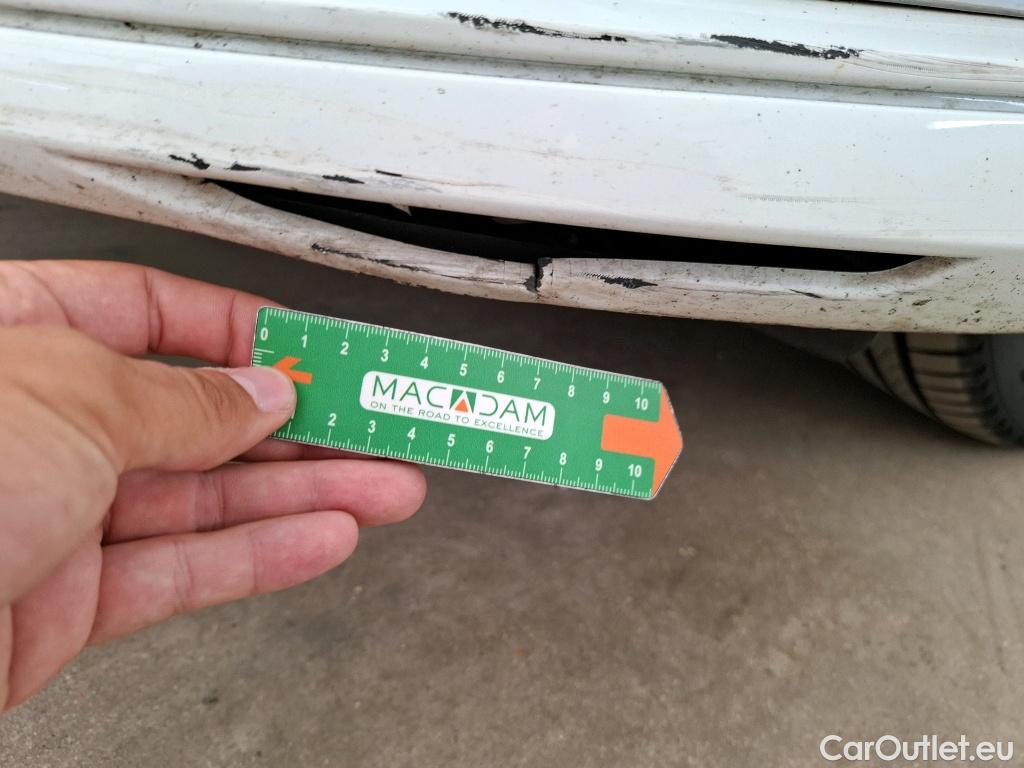 0 1 2 3 4 5 6 7 8 9 10
MACADAM
ON THE ROAD TO EXCELLENCE
2 3 4 5 6 7 8 9 10
CarOutlet.eu